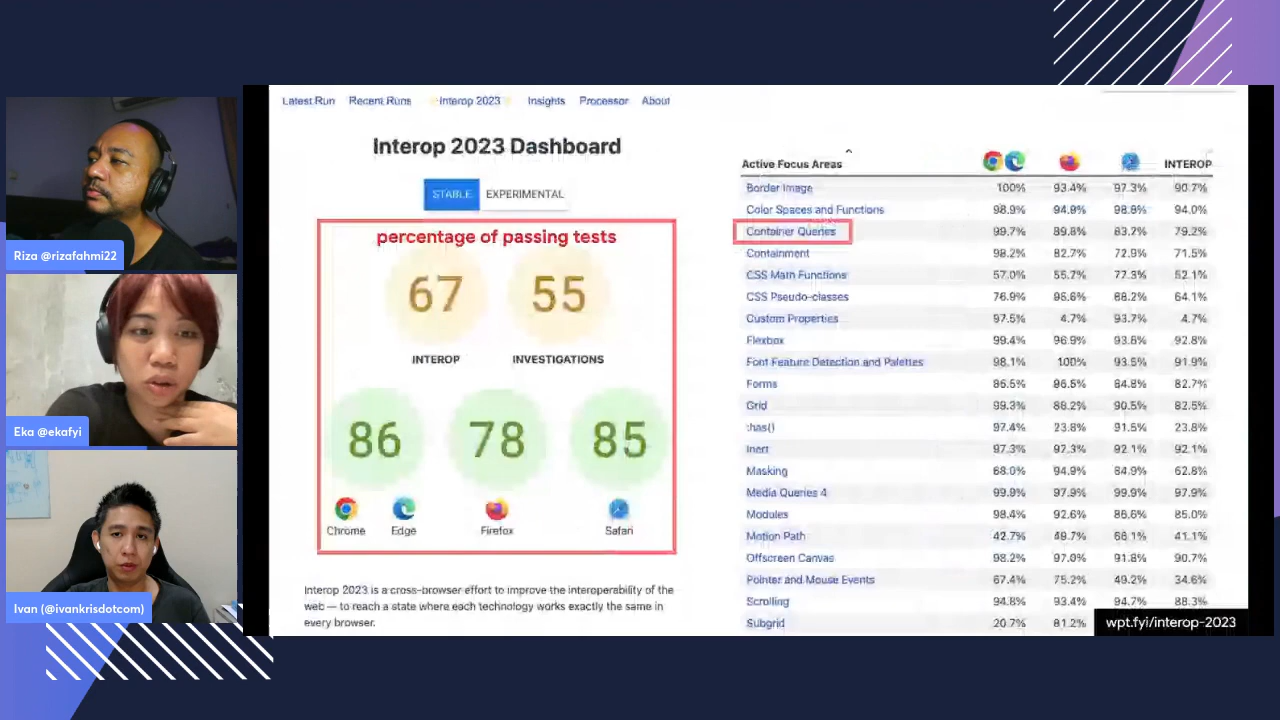 Riza @rizafahmi22
Eka @ekafyi
Ivan (@ivankrisdotcom)
Latest Run Recent Runs Interop 2023 Insights Processor About
Interop 2023 Dashboard
STABLE EXPERIMENTAL
percentage of passing tests
67 55
INTEROP INVESTIGATIONS
86 78 85
Chrome Edge Firefox Safari
Interop 2023 is a cross-browser effort to improve the interoperability of the
web — to reach a state where each technology works exactly the same in
every browser.
Active Focus Areas INTEROP
Border Image 100% 93.4% 97.3% 90.7%
Color Spaces and Functions 98.9% 94.9% 98.9% 94.0%
Container Queries 99.7% 89.8% 83.7% 79.2%
Containment 98.2% 82.7% 72.9% 71.5%
CSS Math Functions 57.0% 55.7% 77.3% 52.1%
CSS Pseudo-classes 76.9% 95.6% 88.2% 64.1%
Custom Properties 97.5% 4.7% 93.7% 4.7%
Flexbox 99.4% 96.9% 93.6% 92.8%
Font Feature Detection and Palettes 98.1% 100% 93.5% 91.9%
Forms 86.5% 96.5% 84.8% 82.7%
Grid 99.3% 88.2% 90.5% 82.5%
:has() 97.4% 23.8% 91.5% 23.8%
Inert 97.3% 97.3% 92.1% 92.1%
Masking 68.0% 94.9% 84.9% 62.8%
Media Queries 4 99.9% 97.9% 99.9% 97.9%
Modules 98.4% 92.6% 86.6% 85.0%
Motion Path 42.7% 49.7% 66.1% 41.1%
Offscreen Canvas 98.2% 97.0% 91.8% 90.7%
Pointer and Mouse Events 67.4% 75.2% 49.2% 34.6%
Scrolling 94.8% 93.4% 94.7% 88.3%
Subgrid 20.7% 81.2%
wpt.fyi/interop-2023